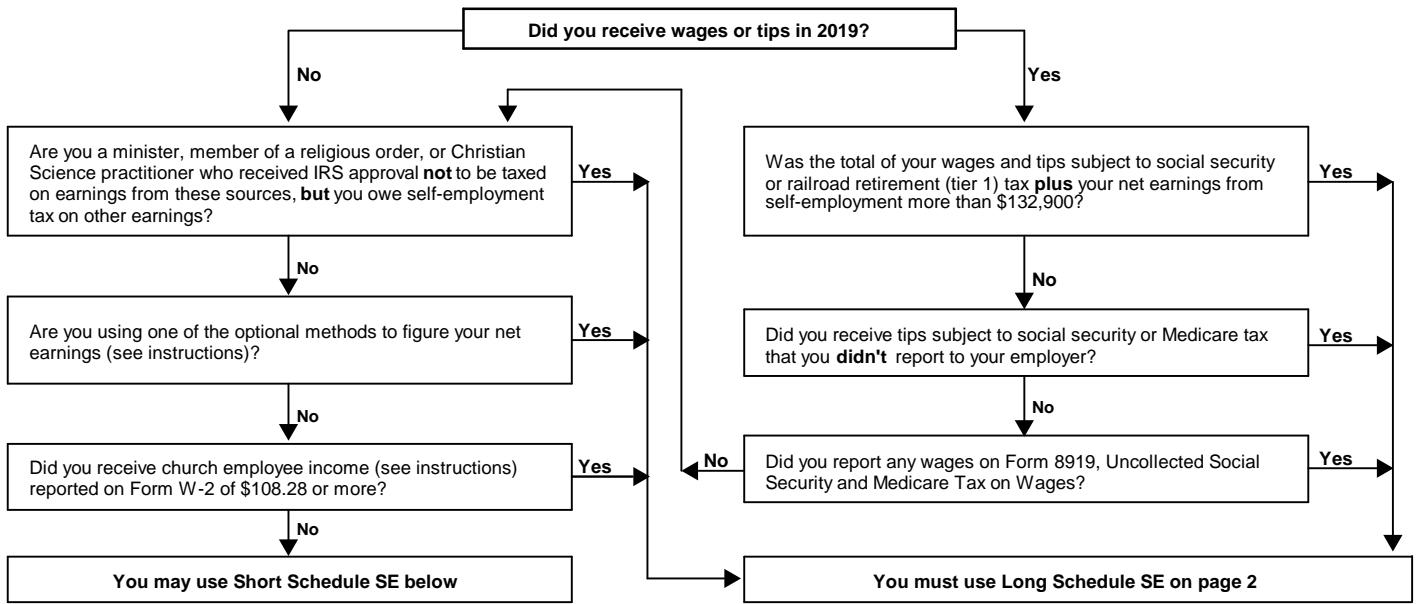 Did you receive wages or tips in 2019?
No
Yes
Are you a minister, member of a religious order, or Christian
Science practitioner who received IRS approval not to be taxed
on earnings from these sources, but you owe self-employment
tax on other earnings?
Yes
No
Are you using one of the optional methods to figure your net
earnings (see instructions)?
Yes
No
Did you receive church employee income (see instructions)
reported on Form W-2 of $108.28 or more?
Yes
No
You may use Short Schedule SE below
Was the total of your wages and tips subject to social security
or railroad retirement (tier 1) tax plus your net earnings from
self-employment more than $132,900?
Yes
No
Did you receive tips subject to social security or Medicare tax
that you didn't report to your employer?
Yes
No
Did you report any wages on Form 8919, Uncollected Social
Security and Medicare Tax on Wages?
No
Yes
You must use Long Schedule SE on page 2